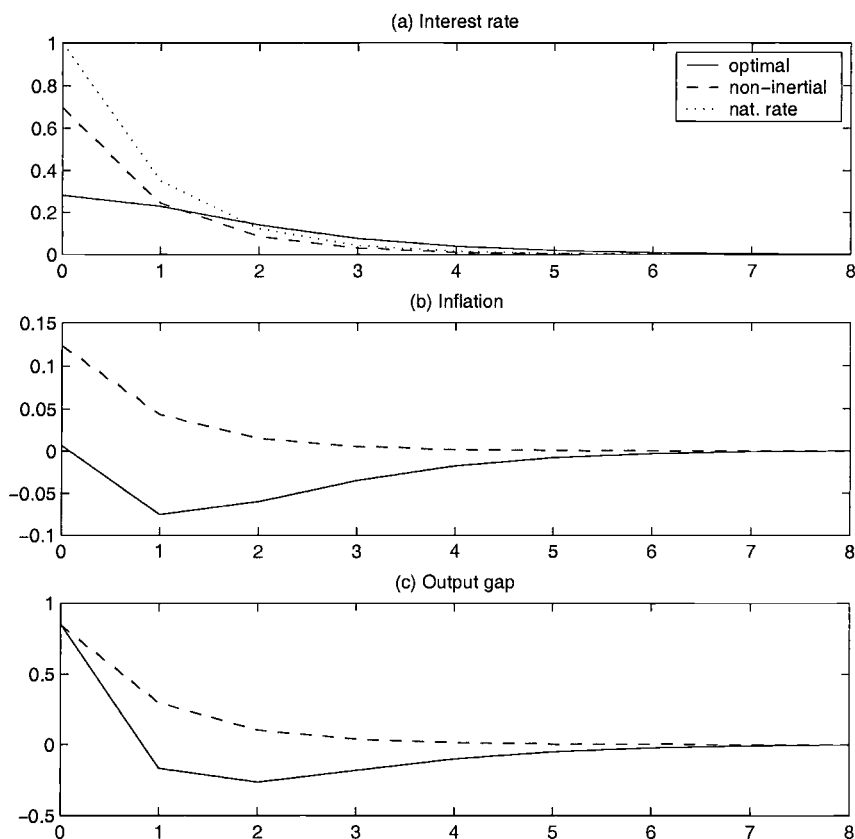 (a) Interest rate
1
0.8
0.6
0.4
0.2
0
optimal
non-inertial
nat. rate
0 1 2 3 4 5 6 7 8
(b) Inflation
0.15
0.1
0.05
0
−0.05
−0.1
0 1 2 3 4 5 6 7 8
(c) Output gap
1
0.5
0
−0.5
0 1 2 3 4 5 6 7 8